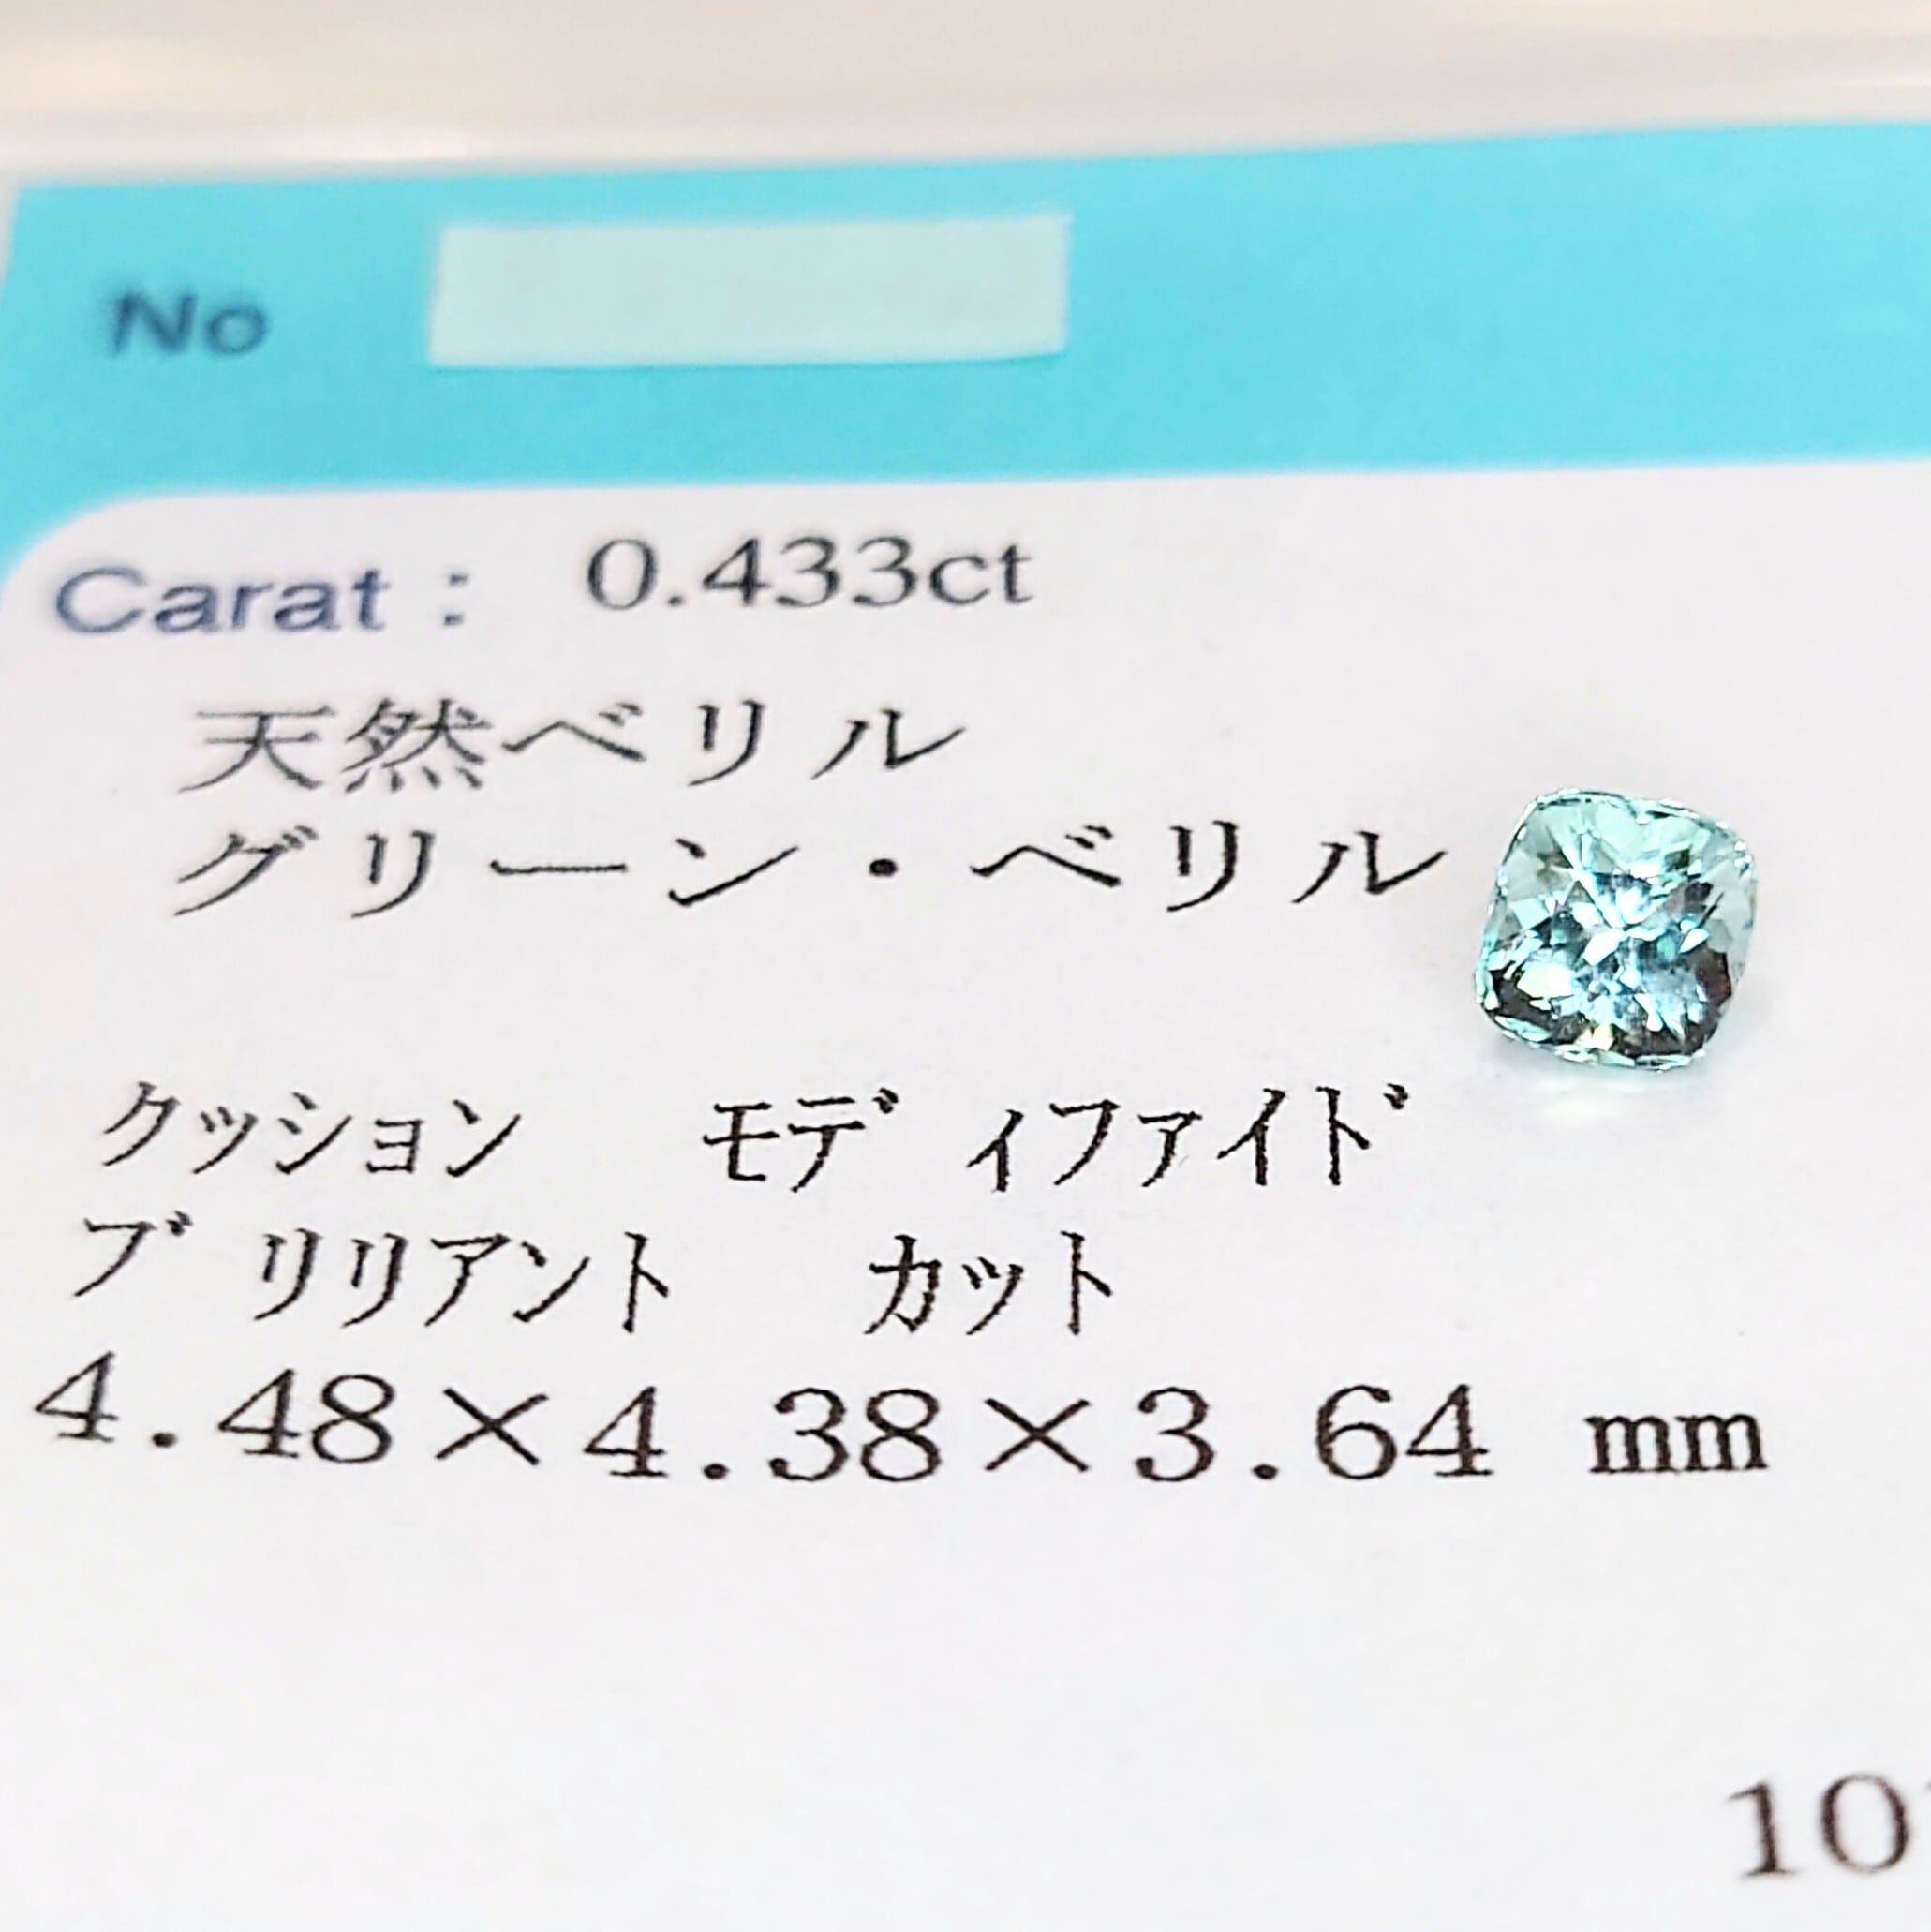 No
Carat : 0.433ct
天然ベリル
グリーン・ベリル
ｸｯｼｮﾝ ﾓﾃﾞｨﾌｧｲﾄﾞ
ﾌﾞﾘﾘｱﾝﾄ ｶｯﾄ
4.48×4.38×3.64 mm